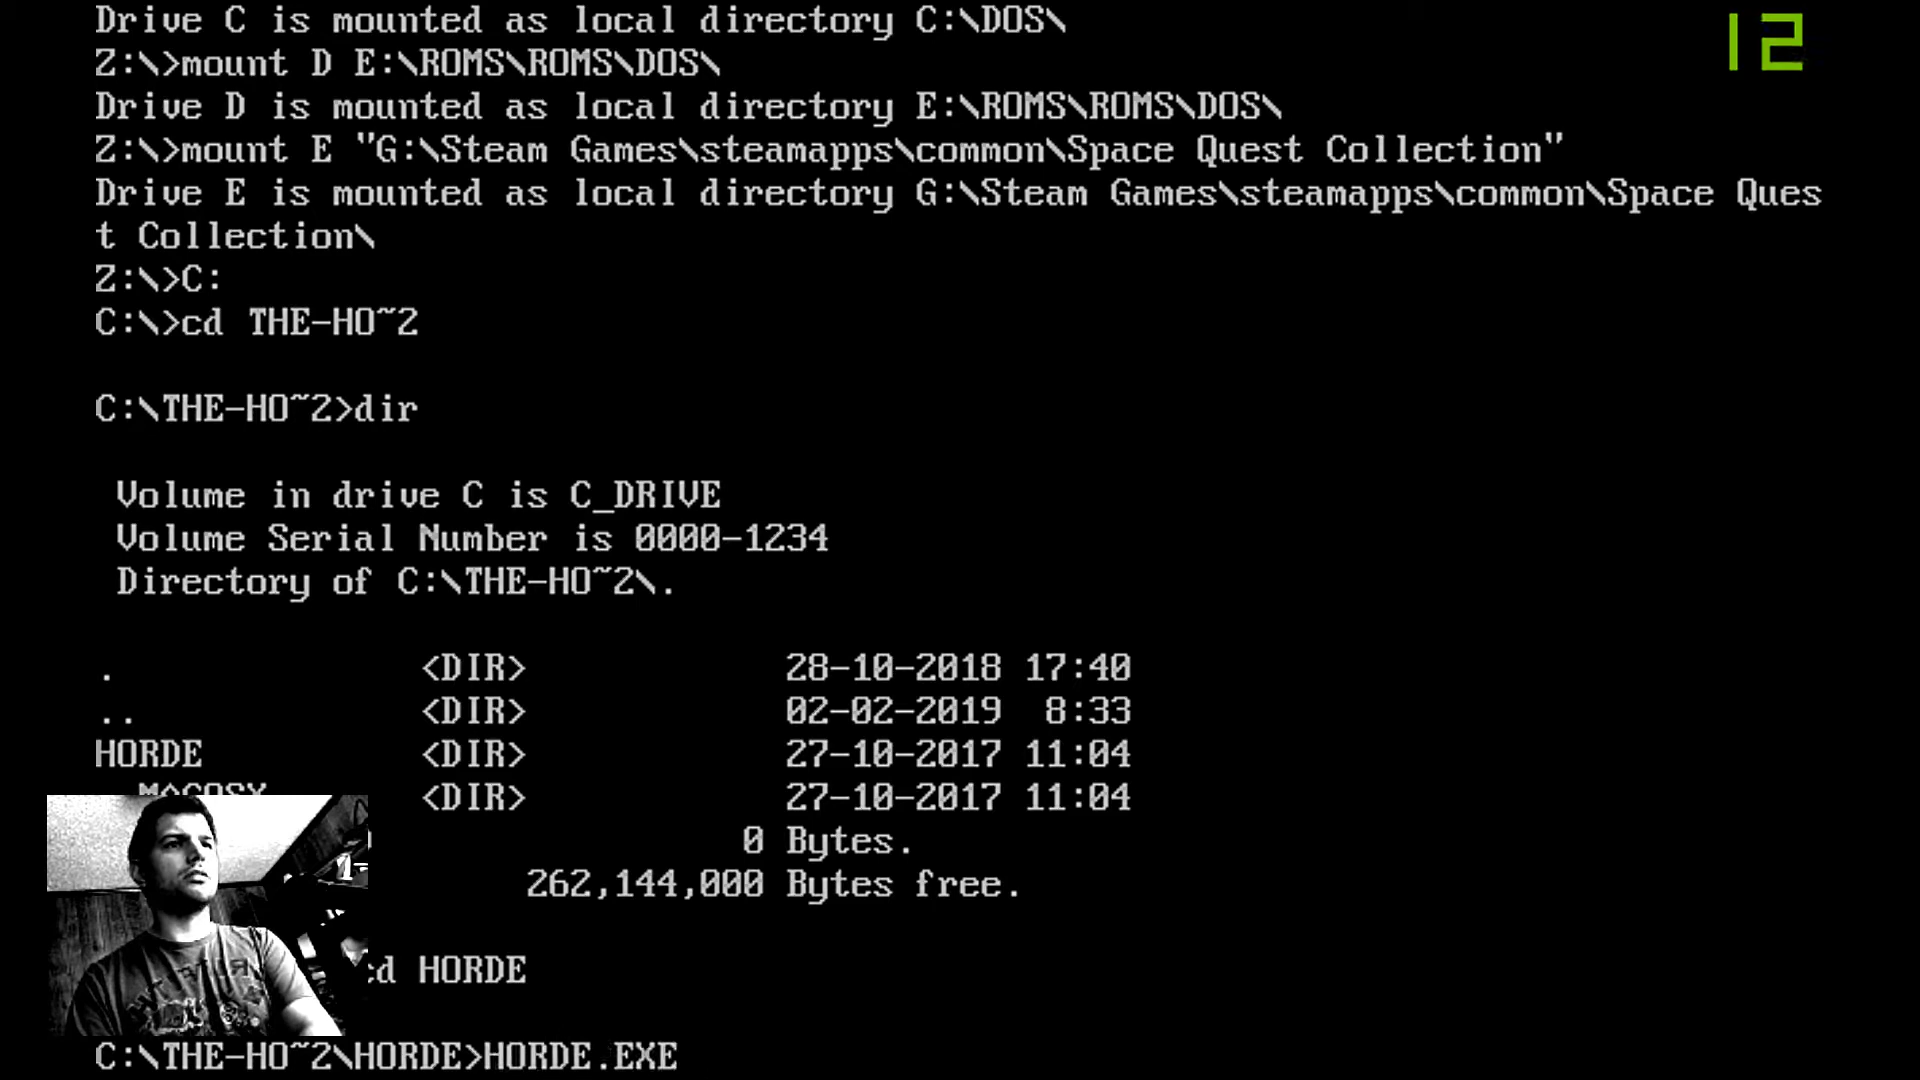 Drive C is mounted as local directory C:\DOS\
12
Z:\>mount D E:\ROMS\ROMS\DOS\
Drive D is mounted as local directory E:\ROMS\ROMS\DOS\
Z:\>mount E "G:\Steam Games\steamapps\common\Space Quest Collection"
Drive E is mounted as local directory G:\Steam Games\steamapps\common\Space Ques
t Collection\
Z:\>C:
C:\>cd THE-HO~2
C:\THE-HO~2>dir
Volume in drive C is C_DRIVE
Volume Serial Number is 0000-1234
Directory of C:\THE-HO~2\.
. <DIR> 28-10-2018 17:40
.. <DIR> 02-02-2019 8:33
HORDE <DIR> 27-10-2017 11:04
<DIR> 27-10-2017 11:04
0 Bytes.
262,144,000 Bytes free.
cd HORDE
C:\THE-HO~2\HORDE>HORDE.EXE